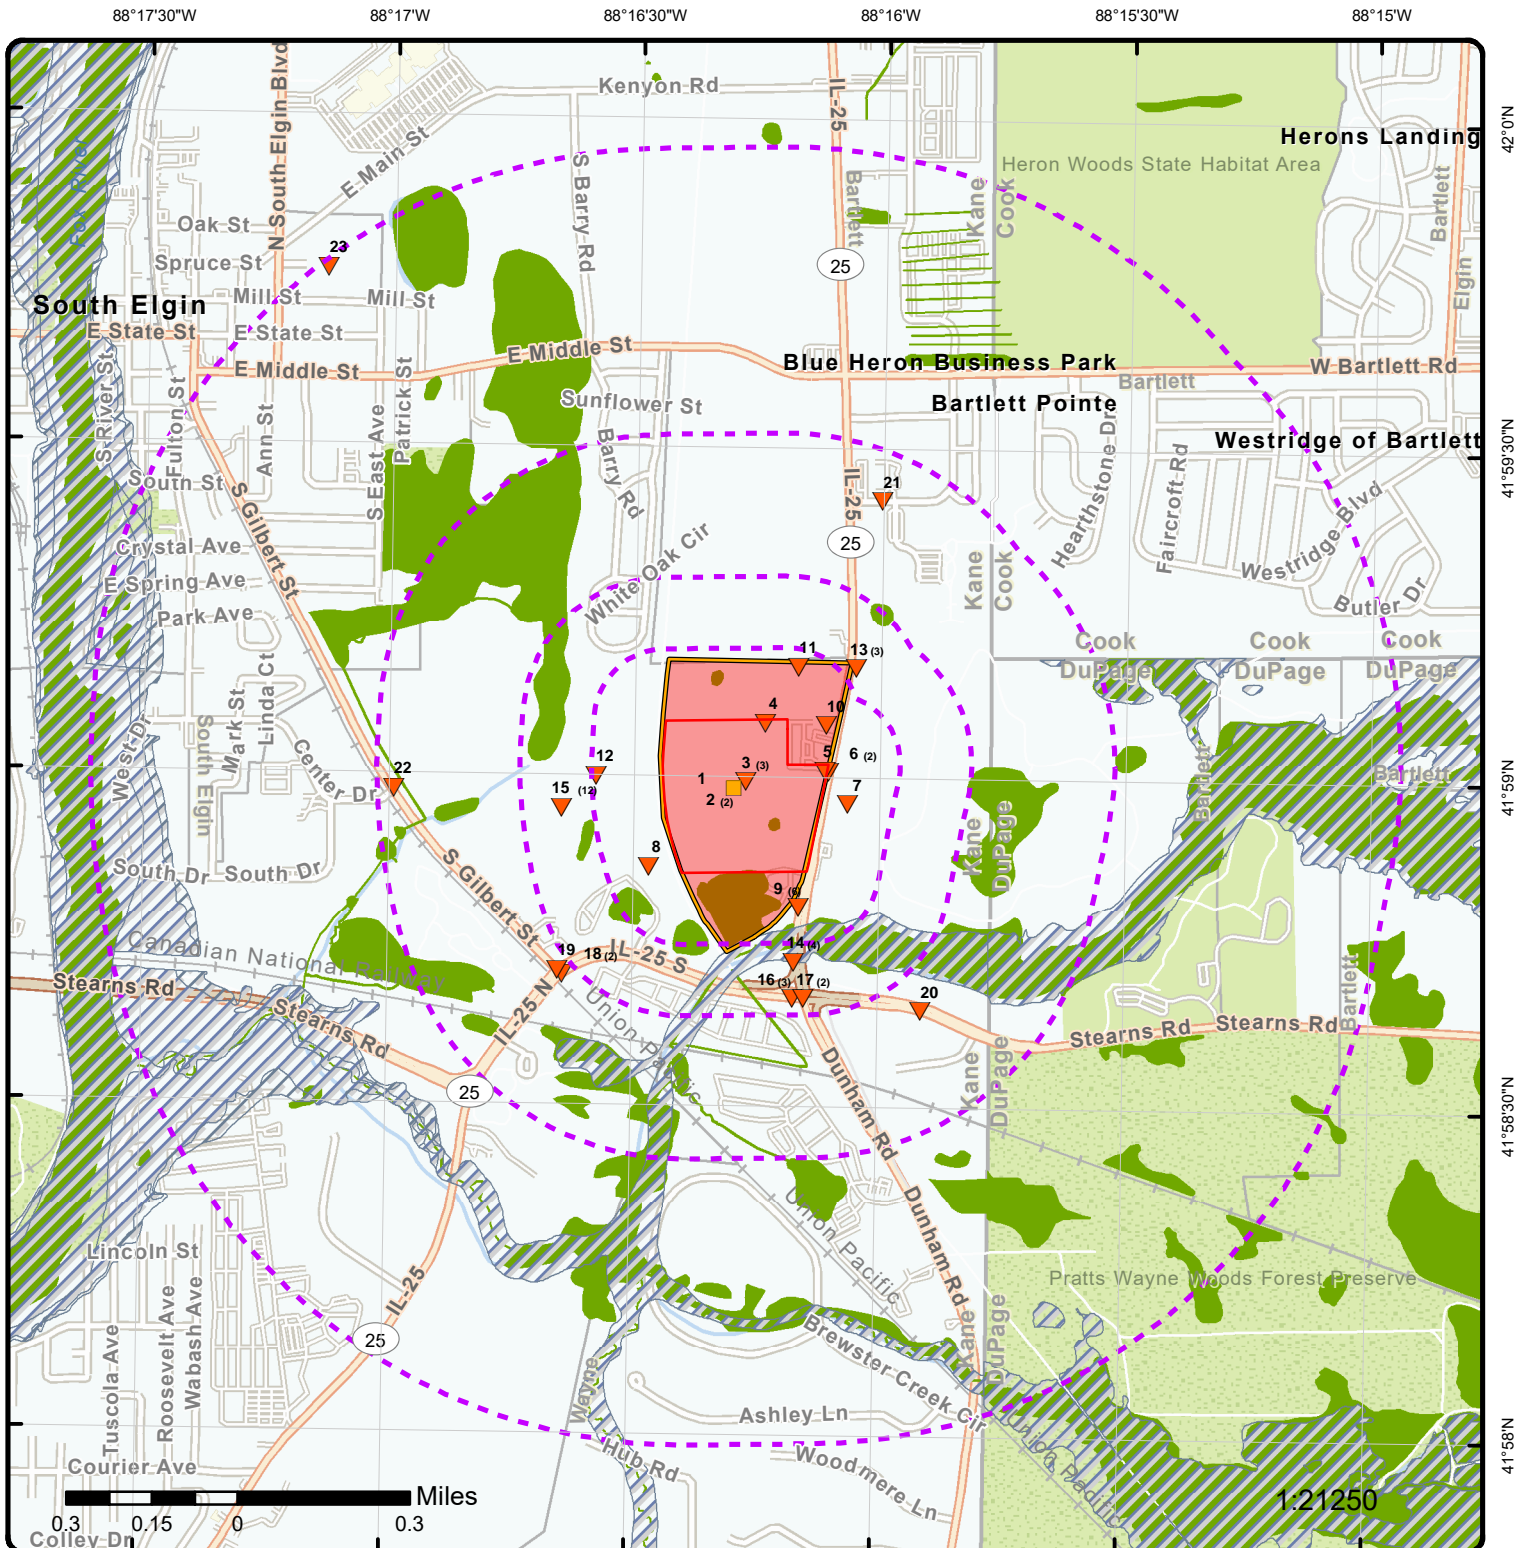 88°17'30"W 88°17'W 88°16'30"W 88°16'W 88°15'30"W 88°15'W
42°0'N
41°59'30"N
41°59'N
41°58'30"N
41°58'N
Kenyon Rd
IL-25
N South Elgin Blvd
E Main St
S Barry Rd
Fox River
Herons Landing
Heron Woods State Habitat Area
Bartlett
Kane
Cook
Bartlett
Oak St
23
Spruce St
25
Mill St
Mill St
South Elgin
E State St
E State St
Elgin
E Middle St
E Middle St
Blue Heron Business Park
W Bartlett Rd
Bartlett
Bartlett Pointe
Sunflower St
S River St
Fulton St
Ann St
S East Ave
Patrick St
Barry Rd
Hearthstone Dr
Faircroft Rd
Westridge of Bartlett
South St
S Gilbert St
21
IL-25
25
Westridge Blvd
Crystal Ave
E Spring Ave
White Oak Cir
Kane
Cook
Butler Dr
Park Ave
Cook
DuPage
Cook
DuPage
Cook
DuPage
11
13 (3)
Linda Ct
Mark St
West Dr
South Elgin
Center Dr
4
10
5
6 (2)
3 (3)
1
2 (2)
7
12
15 (12)
22
8
Bartlett
Bartlett
South Dr
South Dr
S Gilbert St
Kane
DuPage
9 (6)
14 (4)
19
18 (2)
IL-25 S
Canadian National Railway
Stearns Rd
16 (3)
17 (2)
20
Bartlett
IL-25 N
Union Pacific
Stearns Rd
Stearns Rd
Stearns Rd
Kane
DuPage
25
Dunham Rd
Union Pacific
Dunham Rd
Lincoln St
Pratts Wayne Woods Forest Preserve
IL-25
Roosevelt Ave
Wabash Ave
Tuscola Ave
25
Kane
DuPage
Brewster Creek Cir
Wayne
Ashley Ln
Hub Rd
Woodmere Ln
Union Pacific
Courier Ave
Miles
0.3 0.15 0 0.3
1:21250
Colley Dr